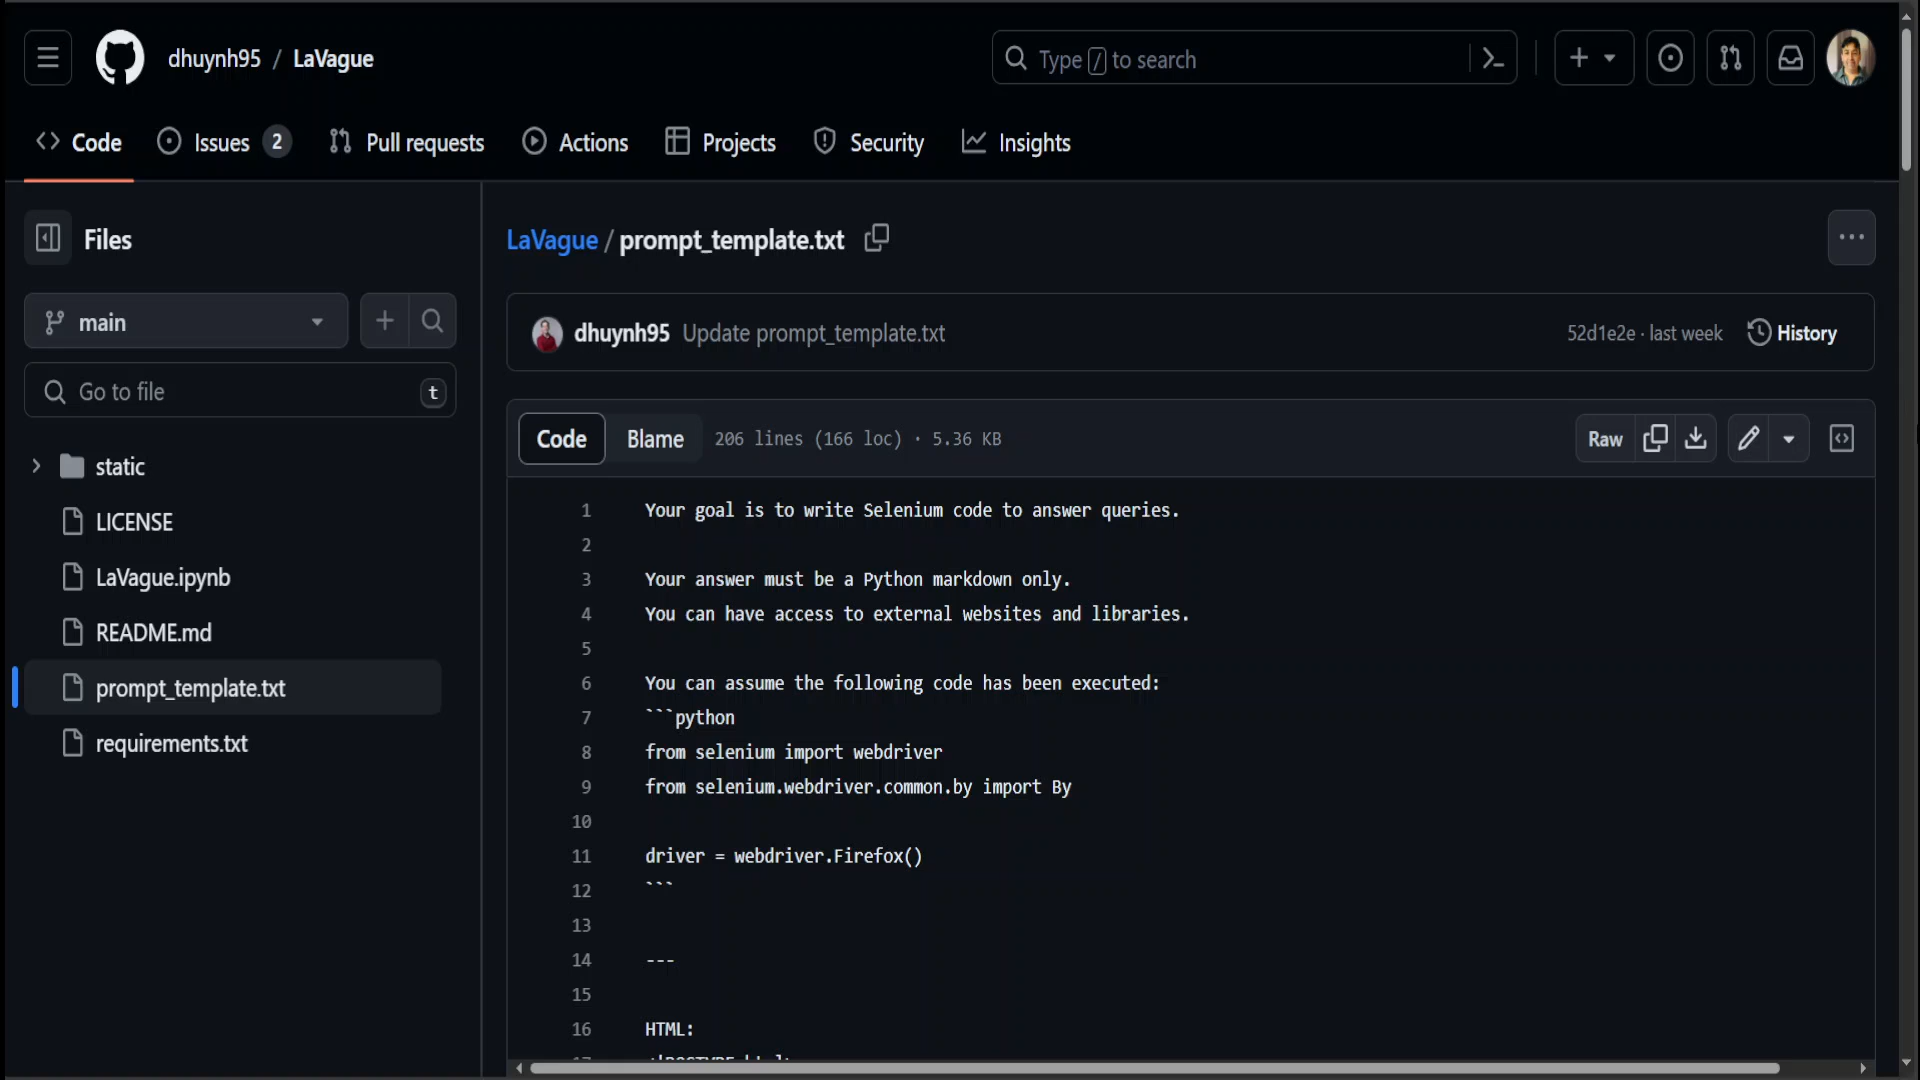 dhuynh95 / LaVague
Type / to search
Code
Issues 2
Pull requests
Actions
Projects
Security
Insights
Files
main
Go to file
t
static
LICENSE
LaVague.ipynb
README.md
prompt_template.txt
requirements.txt
LaVague / prompt_template.txt
dhuynh95 Update prompt_template.txt
52d1e2e · last week
History
Code
Blame
206 lines (166 loc) · 5.36 KB
Raw
1 Your goal is to write Selenium code to answer queries.
2
3 Your answer must be a Python markdown only.
4 You can have access to external websites and libraries.
5
6 You can assume the following code has been executed:
7 ```python
8 from selenium import webdriver
9 from selenium.webdriver.common.by import By
10
11 driver = webdriver.Firefox()
12 ```
13
14 ---
15
16 HTML: